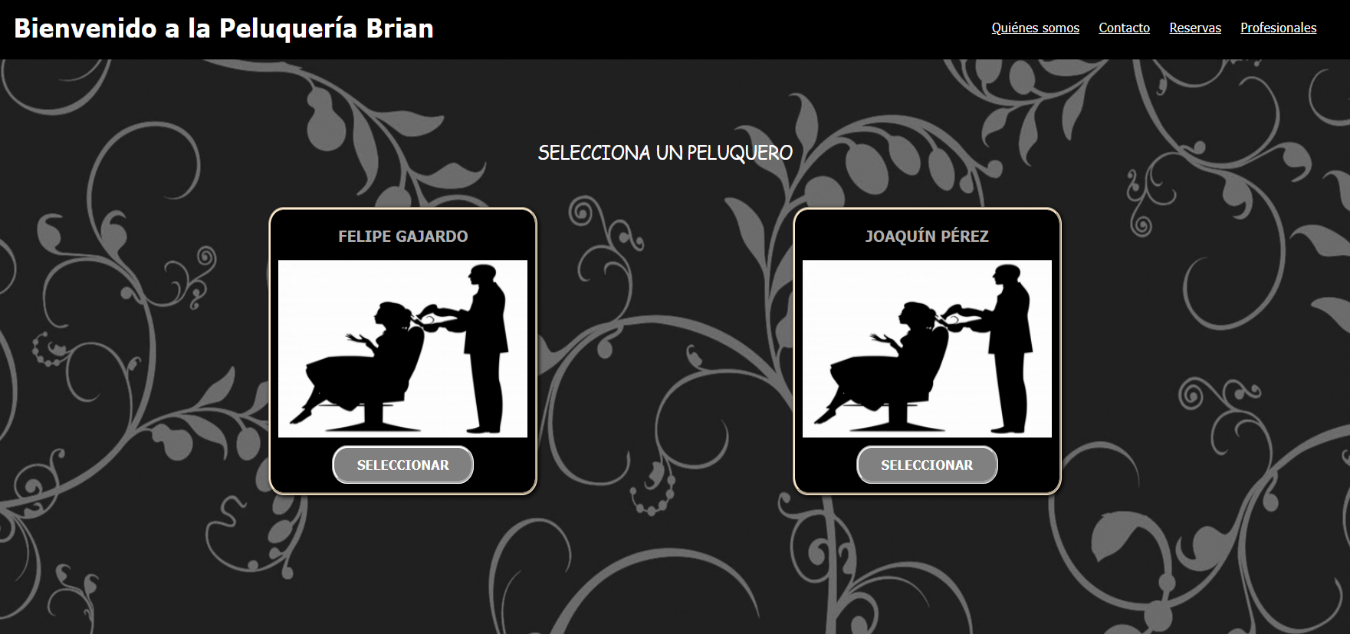 Bienvenido a la Peluquería Brian
Quiénes somos Contacto Reservas Profesionales
SELECCIONA UN PELUQUERO
FELIPE GAJARDO
SELECCIONAR
JOAQUÍN PÉREZ
SELECCIONAR